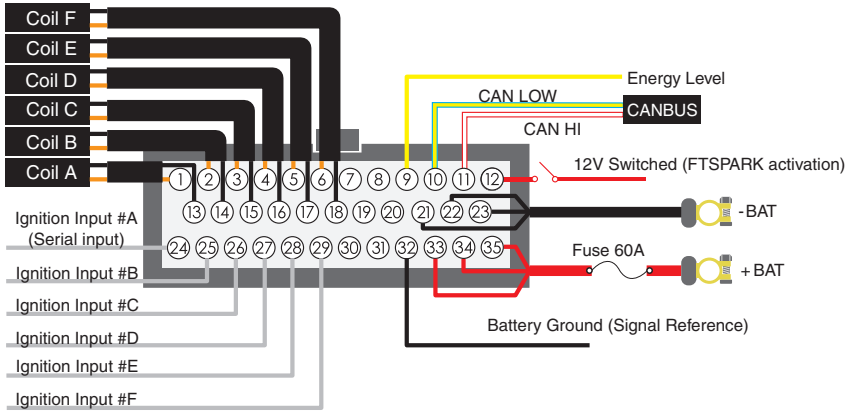 Coil F
Coil E
Coil D
Coil C
Coil B
Coil A
Energy Level
CAN LOW
CANBUS
CAN HI
12V Switched (FTSPARK activation)
1 2 3 4 5 6 7 8 9 10 11 12
13 14 15 16 17 18 19 20 21 22 23
-BAT
24 25 26 27 28 29 30 31 32 33 34 35
Ignition Input #A
(Serial input)
Fuse 60A
+BAT
Ignition Input #B
Ignition Input #C
Battery Ground (Signal Reference)
Ignition Input #D
Ignition Input #E
Ignition Input #F